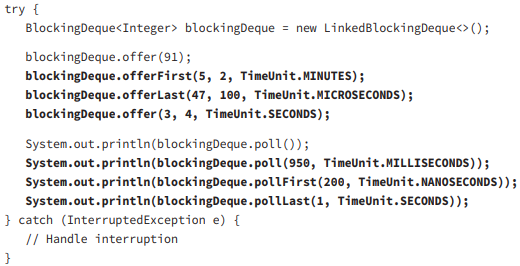 try {
BlockingDeque<Integer> blockingDeque = new LinkedBlockingDeque<>();
blockingDeque.offer(91);
blockingDeque.offerFirst(5, 2, TimeUnit.MINUTES);
blockingDeque.offerLast(47, 100, TimeUnit.MICROSECONDS);
blockingDeque.offer(3, 4, TimeUnit.SECONDS);
System.out.println(blockingDeque.poll());
System.out.println(blockingDeque.poll(950, TimeUnit.MILLISECONDS));
System.out.println(blockingDeque.pollFirst(200, TimeUnit.NANOSECONDS));
System.out.println(blockingDeque.pollLast(1, TimeUnit.SECONDS));
} catch (InterruptedException e) {
// Handle interruption
}